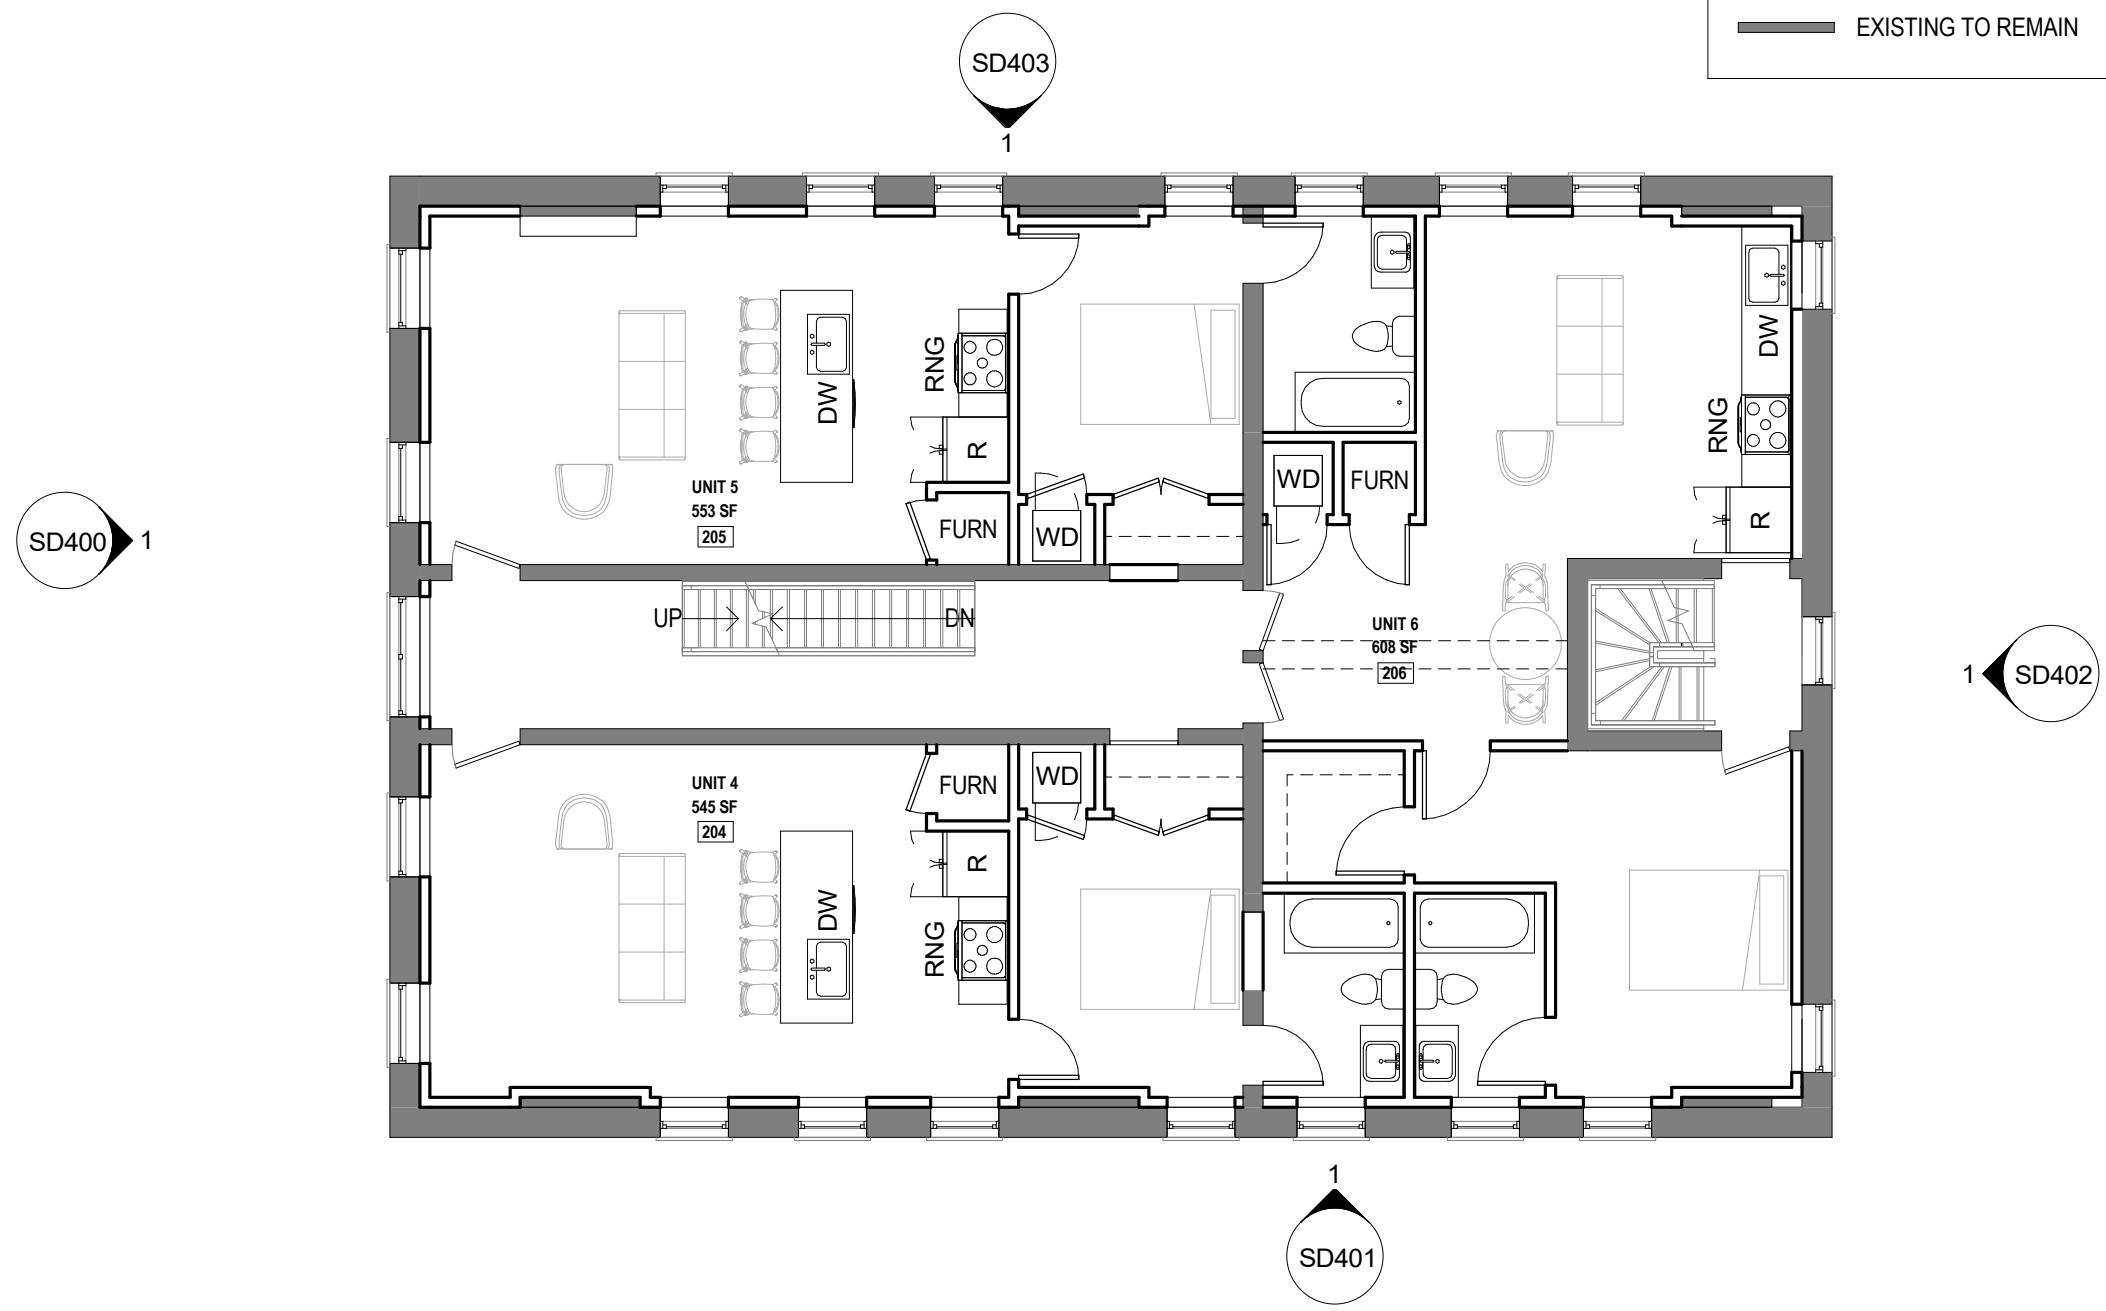 EXISTING TO REMAIN
SD403
1
DW
RNG
RNG
DW
R
WD
FURN
UNIT 5
553 SF
205
FURN
WD
R
SD400
1
UP
DN
UNIT 6
608 SF
206
1
SD402
UNIT 4
545 SF
204
FURN
WD
R
DW
RNG
1
SD401